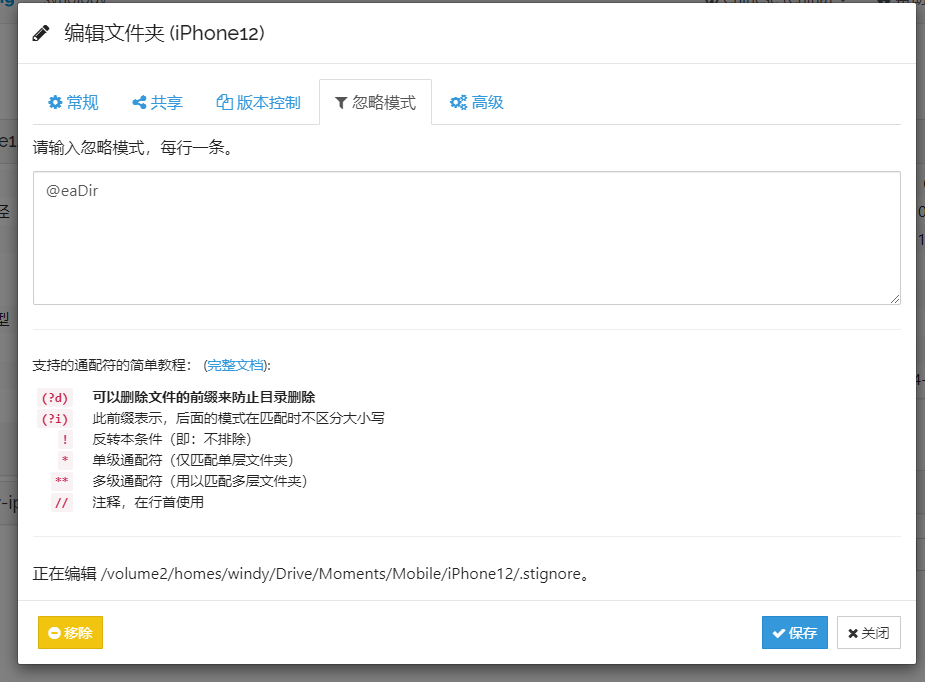 编辑文件夹 (iPhone12)
常规 共享 版本控制 忽略模式 高级
请输入忽略模式，每行一条。
@eaDir
支持的通配符的简单教程： (完整文档):
(?d) 可以删除文件的前缀来防止目录删除
(?i) 此前缀表示，后面的模式在匹配时不区分大小写
! 反转本条件（即：不排除）
* 单级通配符（仅匹配单层文件夹）
** 多级通配符（用以匹配多层文件夹）
// 注释，在行首使用
正在编辑 /volume2/homes/windy/Drive/Moments/Mobile/iPhone12/.stignore。
移除 保存 关闭